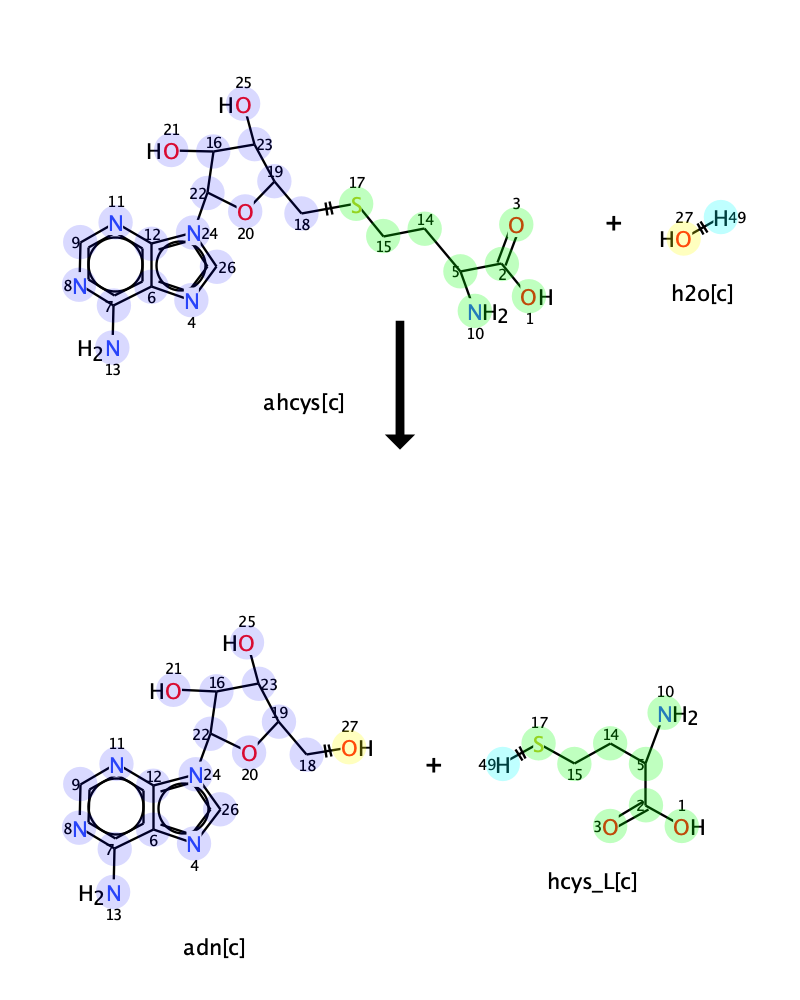 25
HO
21
HO
16
23
19
17
S
22
O
20
18
14
3
O
15
5
2
OH
1
NH2
10
11
N
9
12
N
24
26
8
N
7
6
N
4
H2N
13
ahcys[c]
+
27
HO
H
49
h2o[c]
25
HO
21
HO
16
23
19
27
OH
22
O
20
18
11
N
9
12
N
24
26
8
N
7
6
N
4
H2N
13
adn[c]
+
10
NH2
17
S
14
49
H
15
5
2
1
3
O
OH
hcys_L[c]